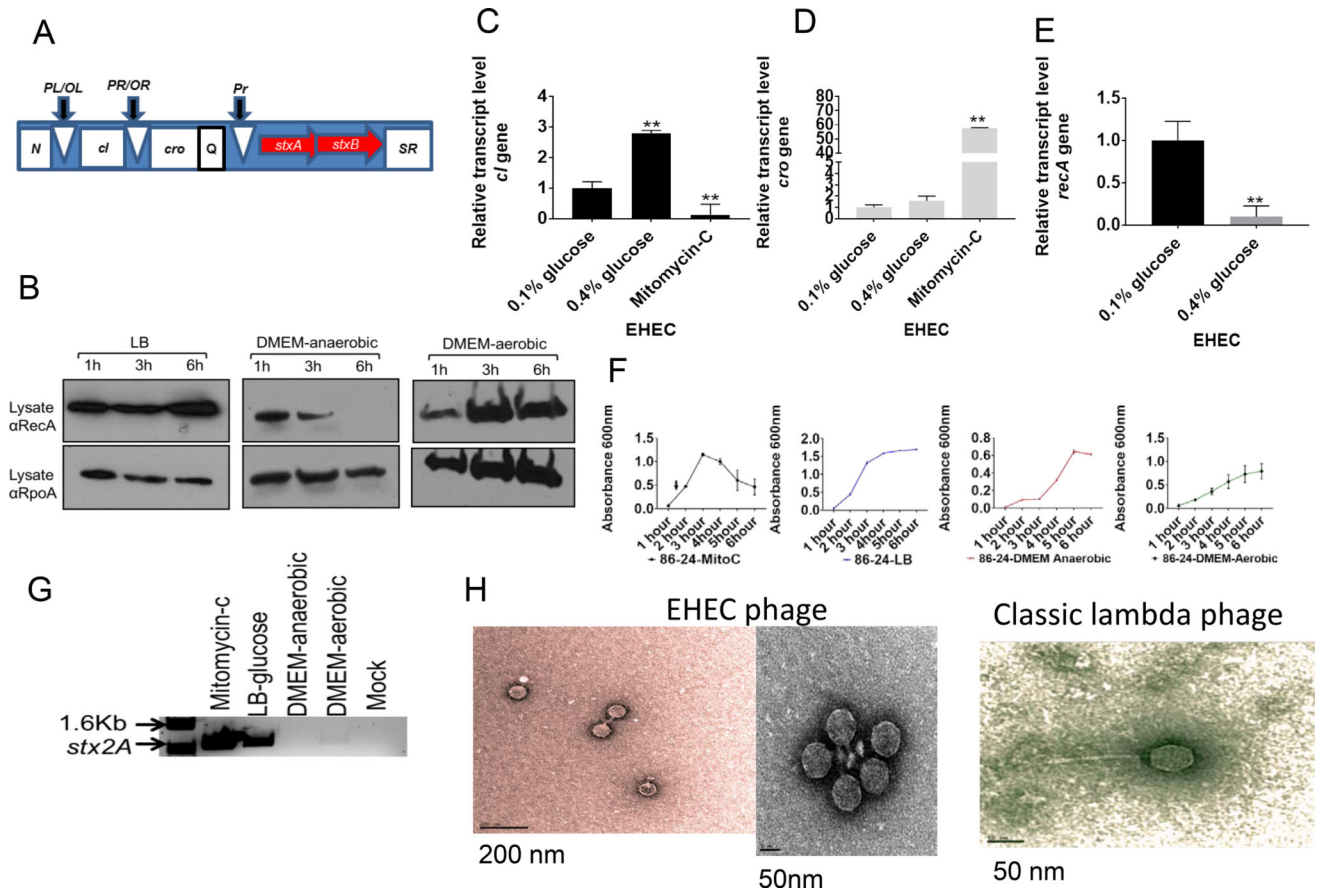 A
PL/OL
PR/OR
Pr
N
cI
cro
Q
stxA
stxB
SR
B
LB
DMEM-anaerobic
DMEM-aerobic
1h 3h 6h
1h 3h 6h
1h 3h 6h
Lysate
αRecA
Lysate
αRpoA
C
Relative transcript level
cI gene
4
3
2
1
0
**
**
0.1% glucose
0.4% glucose
Mitomycin-C
EHEC
D
Relative transcript level
cro gene
80
70
60
50
40
30
5
4
3
2
1
0
**
0.1% glucose
0.4% glucose
Mitomycin-C
EHEC
E
Relative transcript level
recA gene
1.5
1.0
0.5
0.0
**
0.1% glucose
0.4% glucose
EHEC
F
Absorbance 600nm
1.5
1.0
0.5
0.0
1 hour
2 hour
3 hour
4hour
5hour
6hour
86-24-MitoC
Absorbance 600nm
2.0
1.5
1.0
0.5
0.0
1 hour
2 hour
3 hour
4hour
5hour
6hour
86-24-LB
Absorbance 600nm
0.8
0.6
0.4
0.2
0.0
1 hour
2 hour
3 hour
4 hour
5 hour
6 hour
86-24-DMEM Anaerobic
Absorbance 600nm
1.5
1.0
0.5
0.0
1 hour
2 hour
3 hour
4 hour
5 hour
6 hour
86-24-DMEM-Aerobic
G
Mitomycin-c
LB-glucose
DMEM-anaerobic
DMEM-aerobic
Mock
1.6Kb
stx2A
H
EHEC phage
Classic lambda phage
200 nm
50nm
50 nm